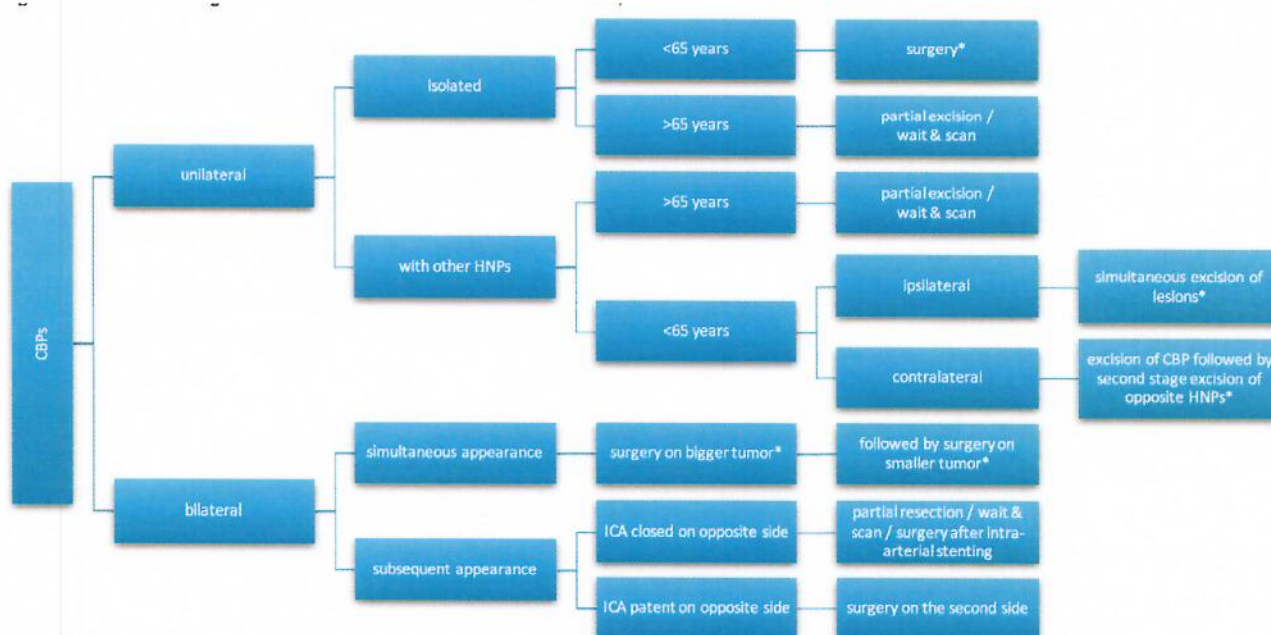 <65 years
surgery*
Isolated
>65 years
partial excision /
wait & scan
unilateral
>65 years
partial excision /
wait & scan
with other HNPs
ipsilateral
simultaneous excision of
lesions*
<65 years
CBPs
contralateral
excision of CBP followed by
second stage excision of
opposite HNPs*
simultaneous appearance
surgery on bigger tumor*
followed by surgery on
smaller tumor*
bilateral
ICA closed on opposite side
partial resection / wait &
scan / surgery after intra-
arterial stenting
subsequent appearance
ICA patent on opposite side
surgery on the second side